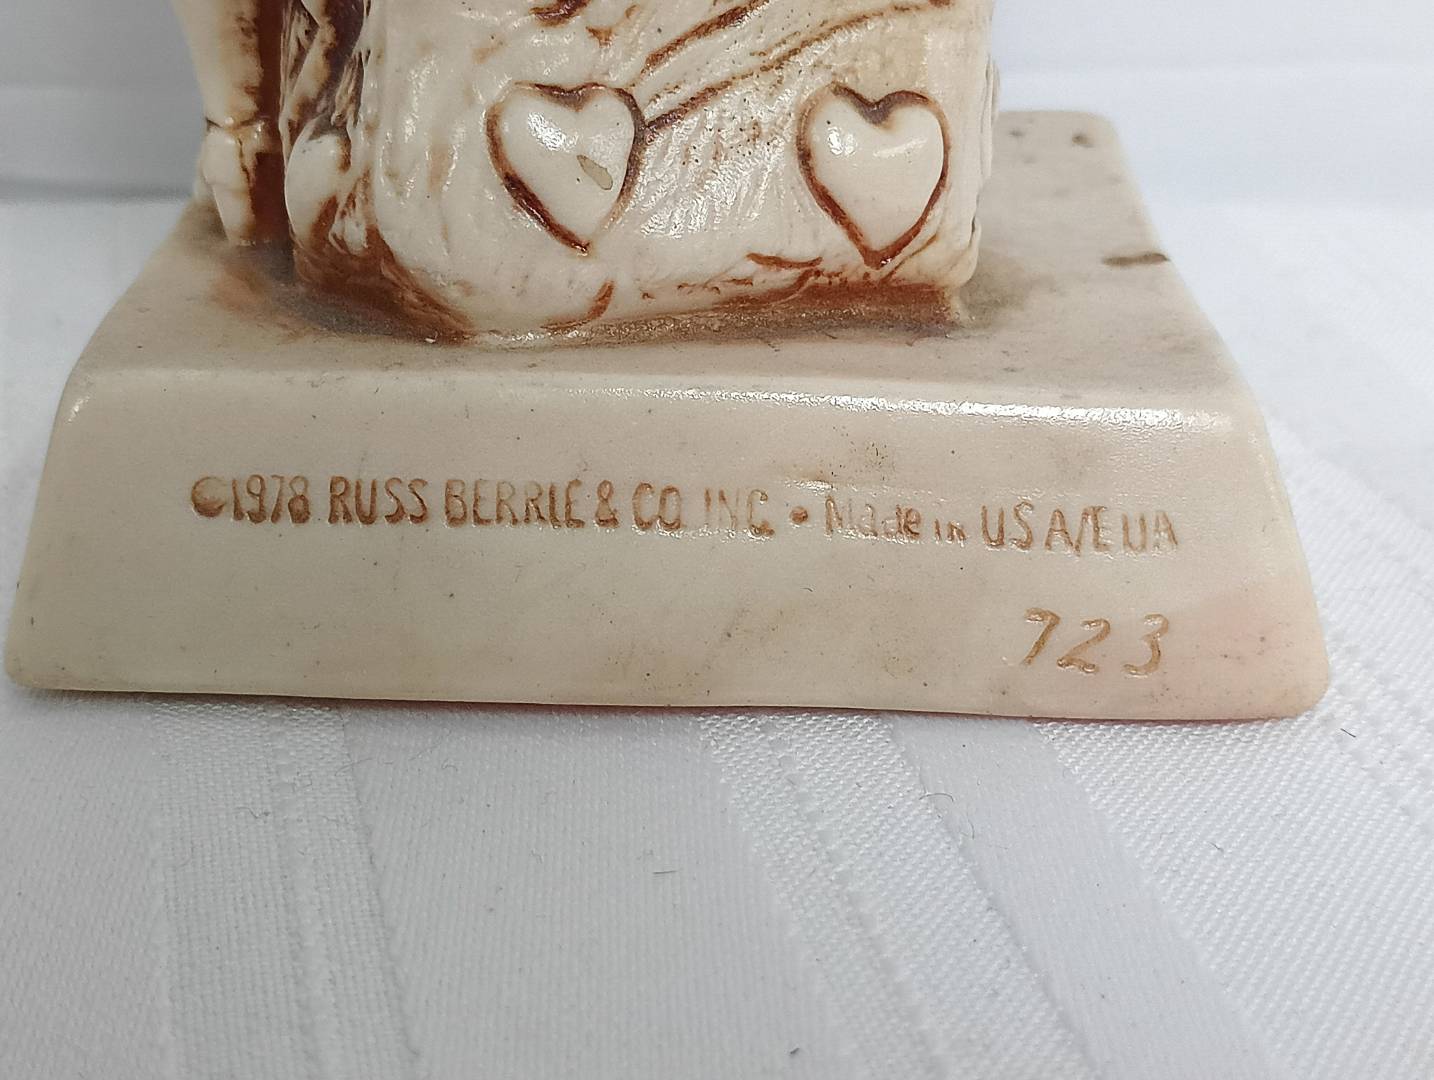 ©1978 RUSS BERRIE & CO INC • Made in USA/EUA
723